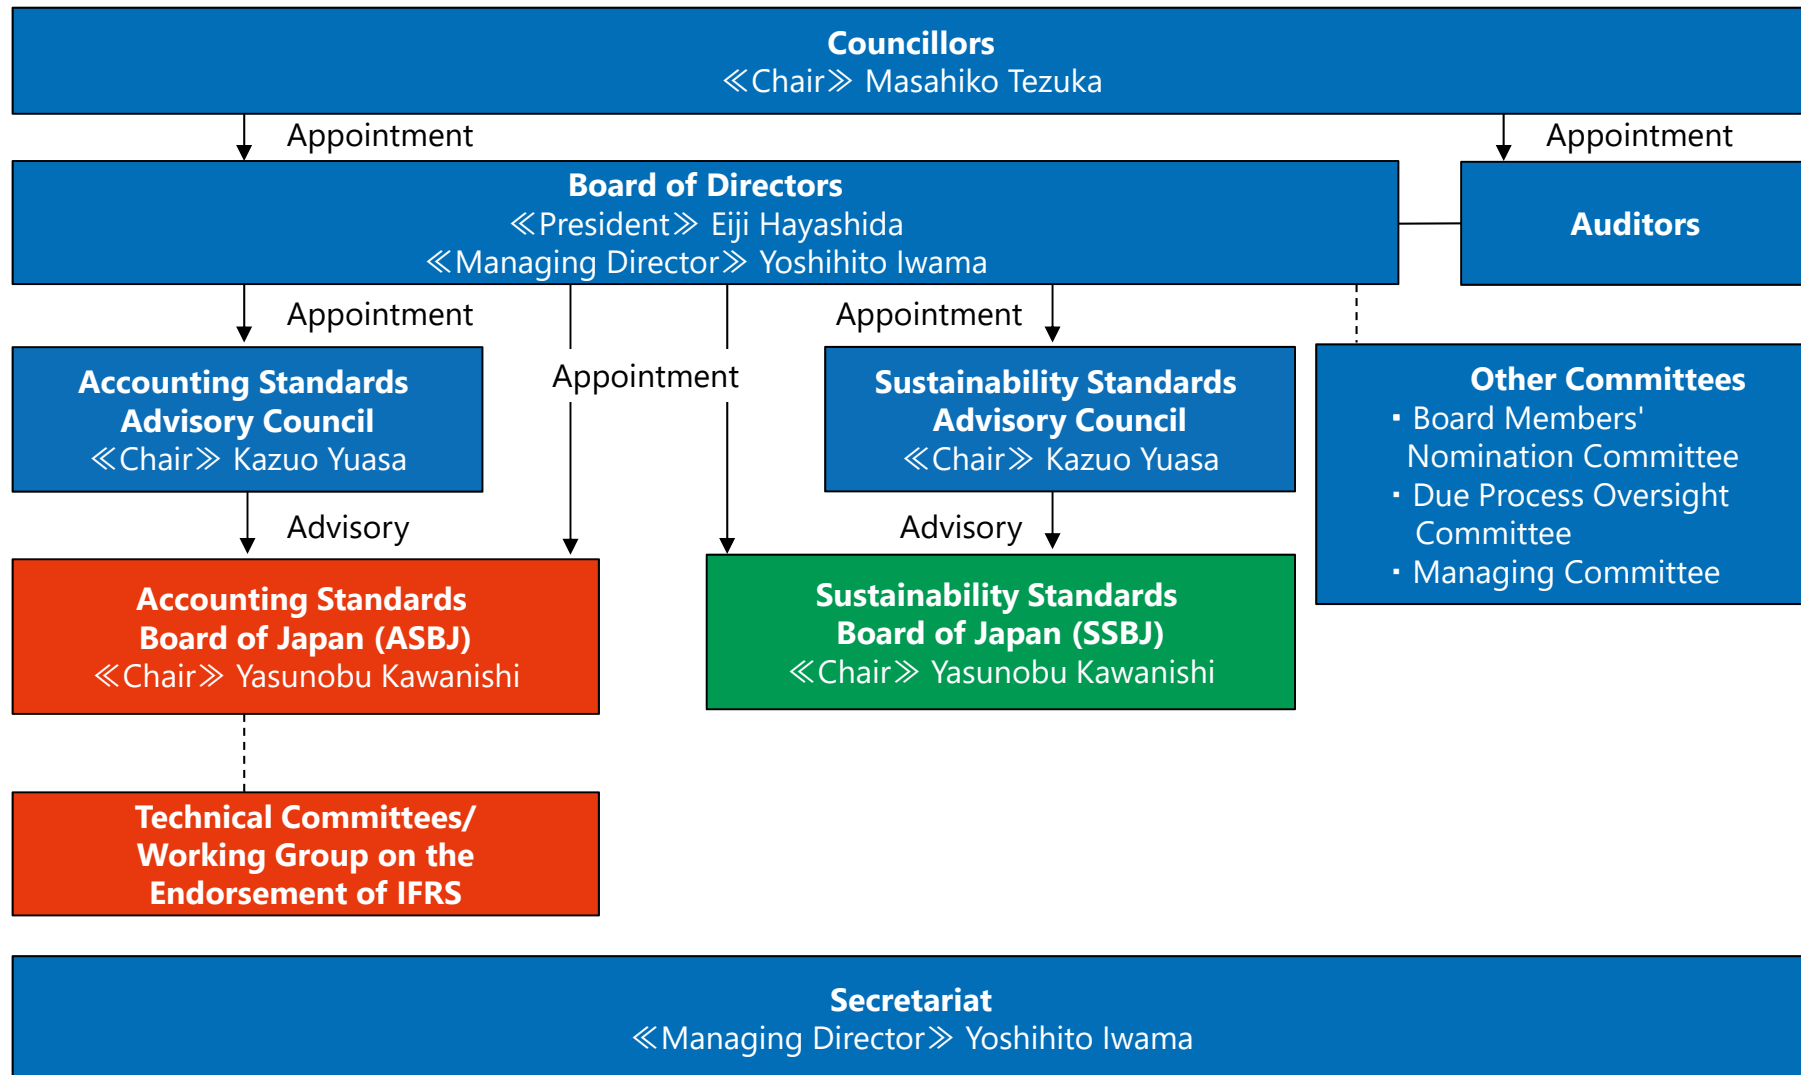 Councillors
≪Chair≫ Masahiko Tezuka
Appointment
Appointment
Board of Directors
≪President≫ Eiji Hayashida
≪Managing Director≫ Yoshihito Iwama
Auditors
Appointment
Appointment
Appointment
Accounting Standards
Advisory Council
≪Chair≫ Kazuo Yuasa
Sustainability Standards
Advisory Council
≪Chair≫ Kazuo Yuasa
Other Committees
・Board Members'
Nomination Committee
・Due Process Oversight
Committee
・Managing Committee
Advisory
Advisory
Accounting Standards
Board of Japan (ASBJ)
≪Chair≫ Yasunobu Kawanishi
Sustainability Standards
Board of Japan (SSBJ)
≪Chair≫ Yasunobu Kawanishi
Technical Committees/
Working Group on the
Endorsement of IFRS
Secretariat
≪Managing Director≫ Yoshihito Iwama